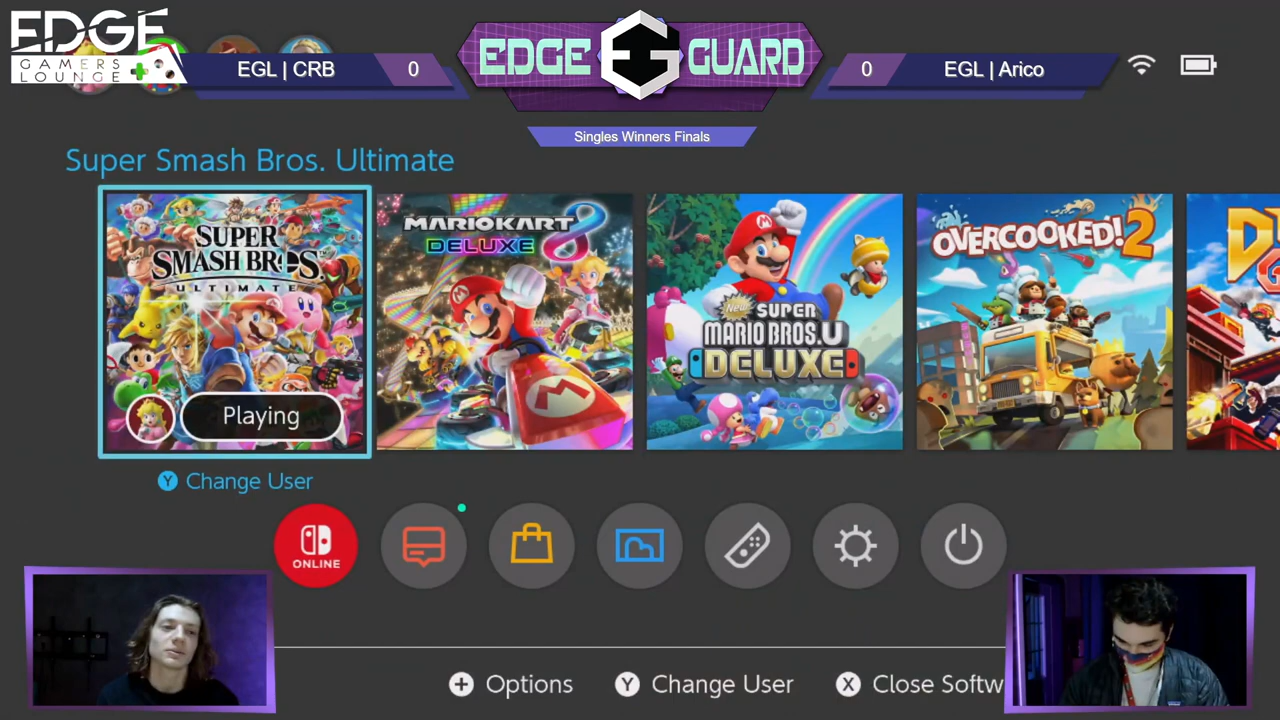 EDGE
GAMERS
LOUNGE
EGL | CRB
0
EDGE GUARD
0
EGL | Arico
Singles Winners Finals
Super Smash Bros. Ultimate
SUPER
SMASH BROS.
ULTIMATE
Playing
MARIOKART 8
DELUXE
New
SUPER
MARIO BROS. U
DELUXE
OVERCOOKED! 2
Y Change User
ONLINE
+ Options
Y Change User
X Close Softw